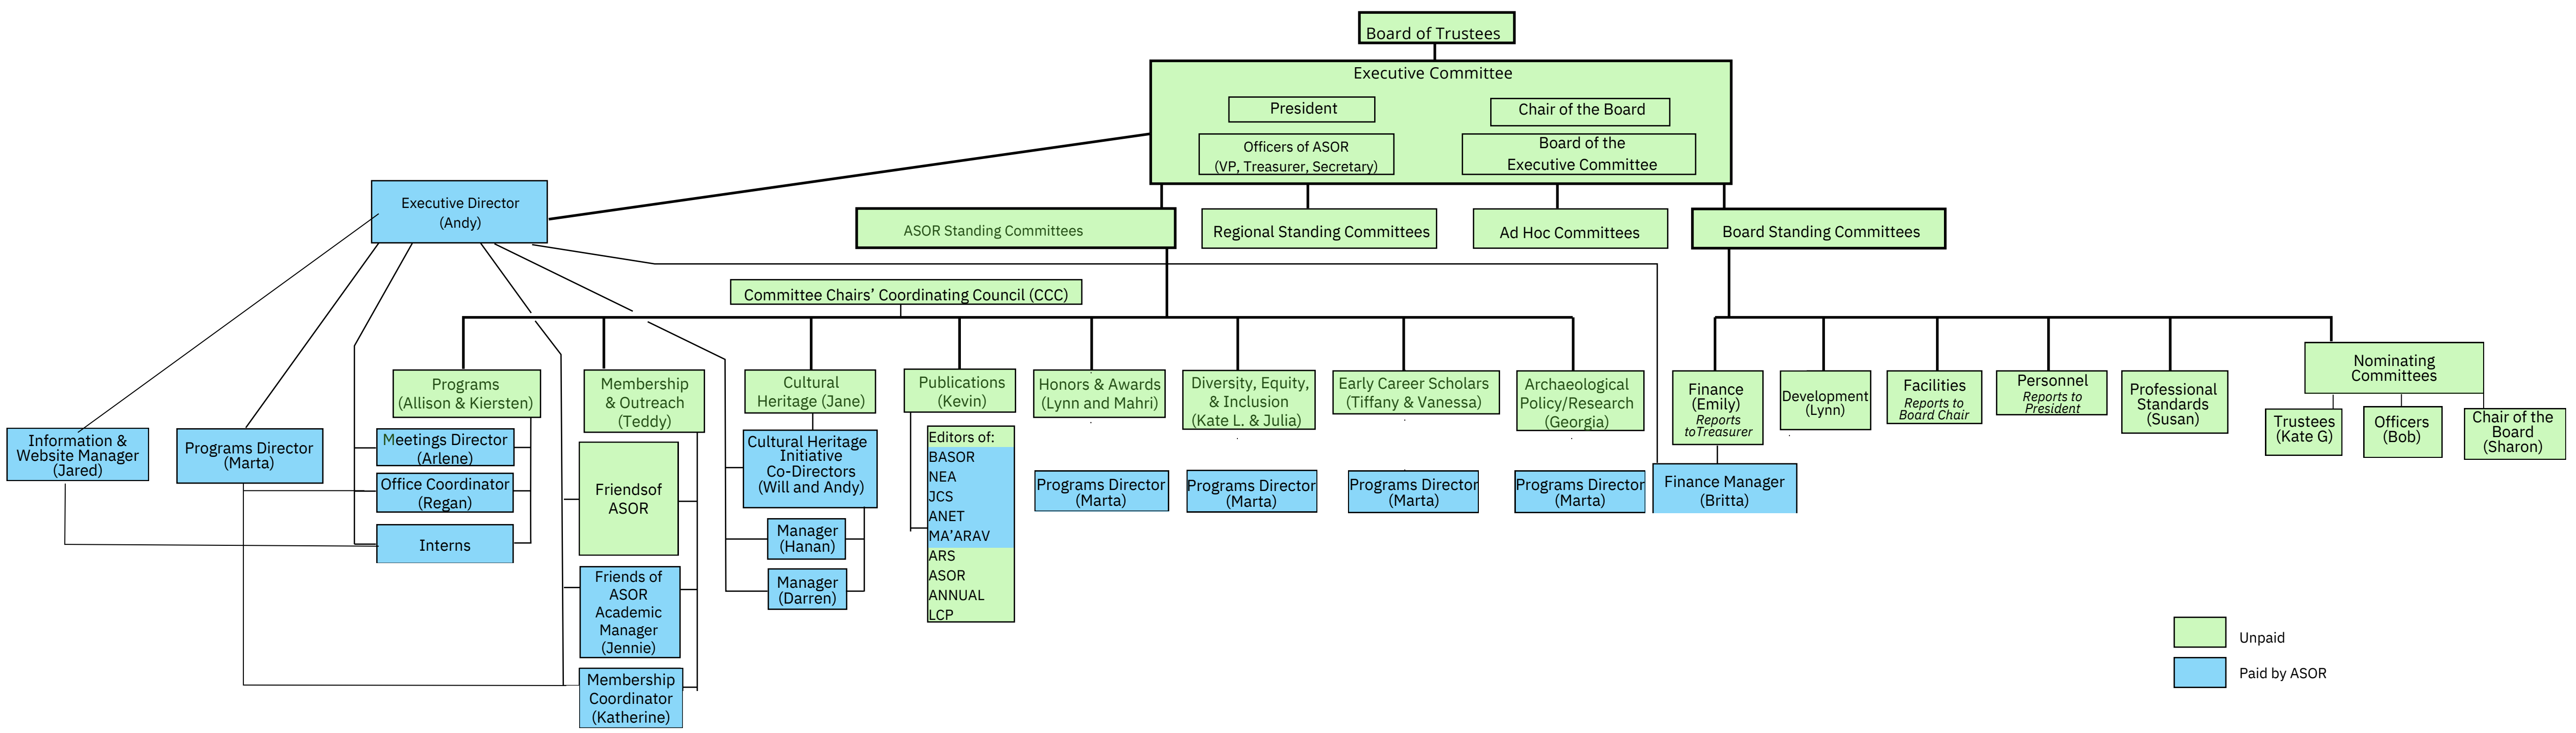 Board of Trustees
Executive Committee
President
Chair of the Board
Officers of ASOR
(VP, Treasurer, Secretary)
Board of the
Executive Committee
Executive Director
(Andy)
ASOR Standing Committees
Regional Standing Committees
Ad Hoc Committees
Board Standing Committees
Committee Chairs’ Coordinating Council (CCC)
Programs
(Allison & Kiersten)
Membership
& Outreach
(Teddy)
Cultural
Heritage (Jane)
Publications
(Kevin)
Honors & Awards
(Lynn and Mahri)
Diversity, Equity,
& Inclusion
(Kate L. & Julia)
Early Career Scholars
(Tiffany & Vanessa)
Archaeological
Policy/Research
(Georgia)
Finance
(Emily)
Reports
toTreasurer
Development
(Lynn)
Facilities
Reports to
Board Chair
Personnel
Reports to
President
Professional
Standards
(Susan)
Nominating
Committees
Trustees
(Kate G)
Officers
(Bob)
Chair of the
Board
(Sharon)
Information &
Website Manager
(Jared)
Programs Director
(Marta)
Meetings Director
(Arlene)
Office Coordinator
(Regan)
Interns
Friendsof
ASOR
Friends of
ASOR
Academic
Manager
(Jennie)
Membership
Coordinator
(Katherine)
Cultural Heritage
Initiative
Co-Directors
(Will and Andy)
Manager
(Hanan)
Manager
(Darren)
Editors of:
BASOR
NEA
JCS
ANET
MA’ARAV
ARS
ASOR
ANNUAL
LCP
Programs Director
(Marta)
Programs Director
(Marta)
Programs Director
(Marta)
Programs Director
(Marta)
Finance Manager
(Britta)
Unpaid
Paid by ASOR